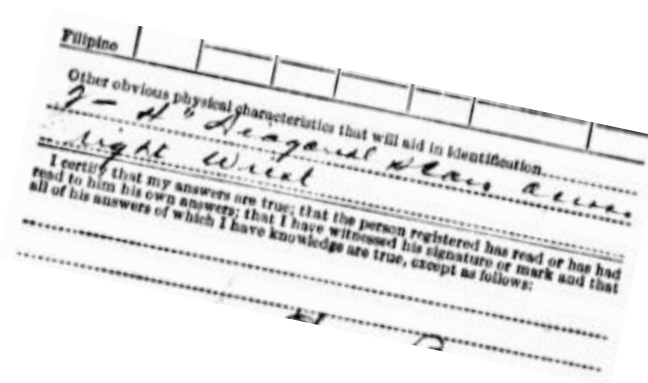 Filipino
Other obvious physical characteristics that will aid in identification
2 - 4" Diagonal scars across
right Wrist
I certify that my answers are true; that the person registered has read or has had
read to him his own answers; that I have witnessed his signature or mark and that
all of his answers of which I have knowledge are true, except as follows: